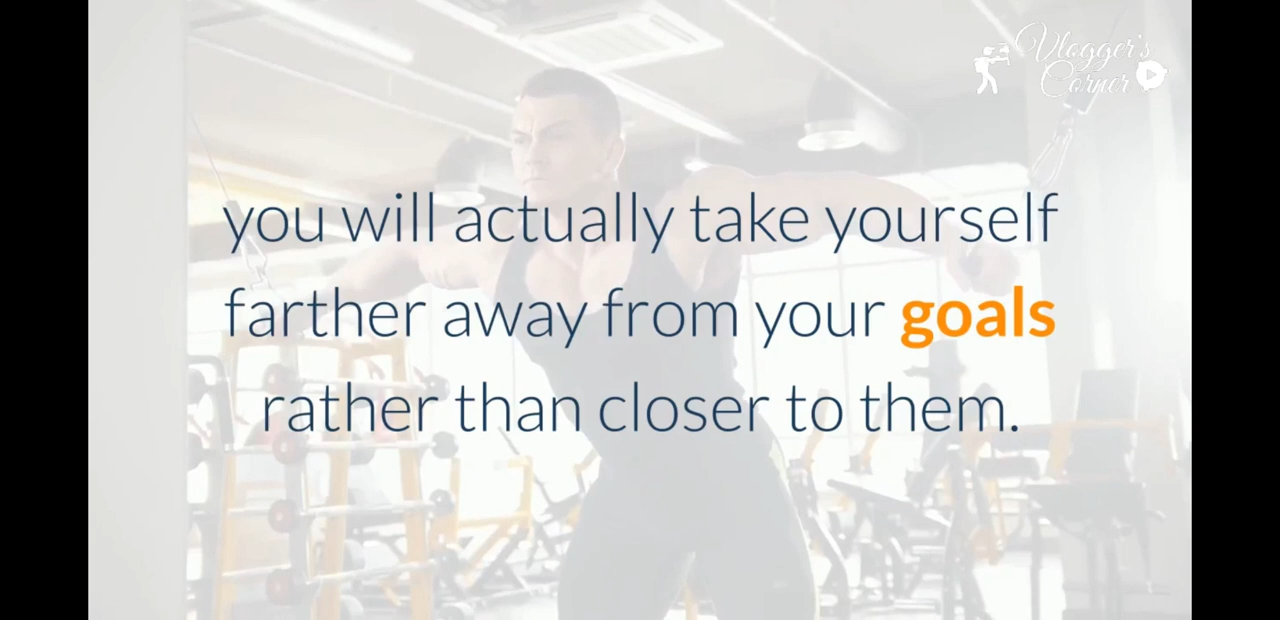 Vlogger's
Corner
you will actually take yourself
farther away from your goals
rather than closer to them.